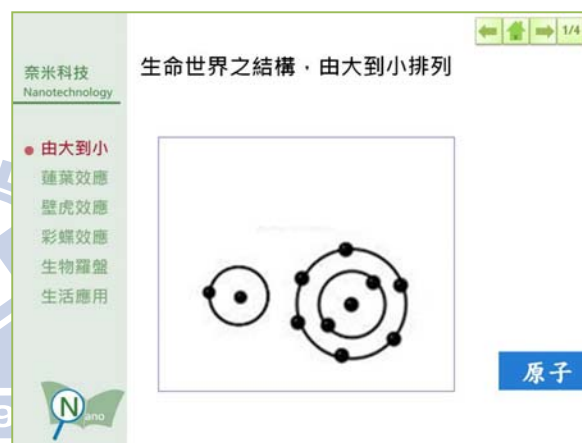 1/4
奈米科技
Nanotechnology
生命世界之結構，由大到小排列
由大到小
蓮葉效應
壁虎效應
彩蝶效應
生物羅盤
生活應用
原子
N
ano